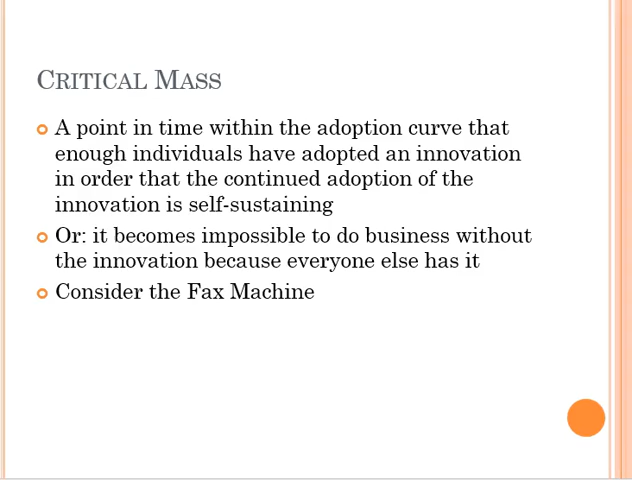 CRITICAL MASS
A point in time within the adoption curve that
enough individuals have adopted an innovation
in order that the continued adoption of the
innovation is self-sustaining
Or: it becomes impossible to do business without
the innovation because everyone else has it
Consider the Fax Machine